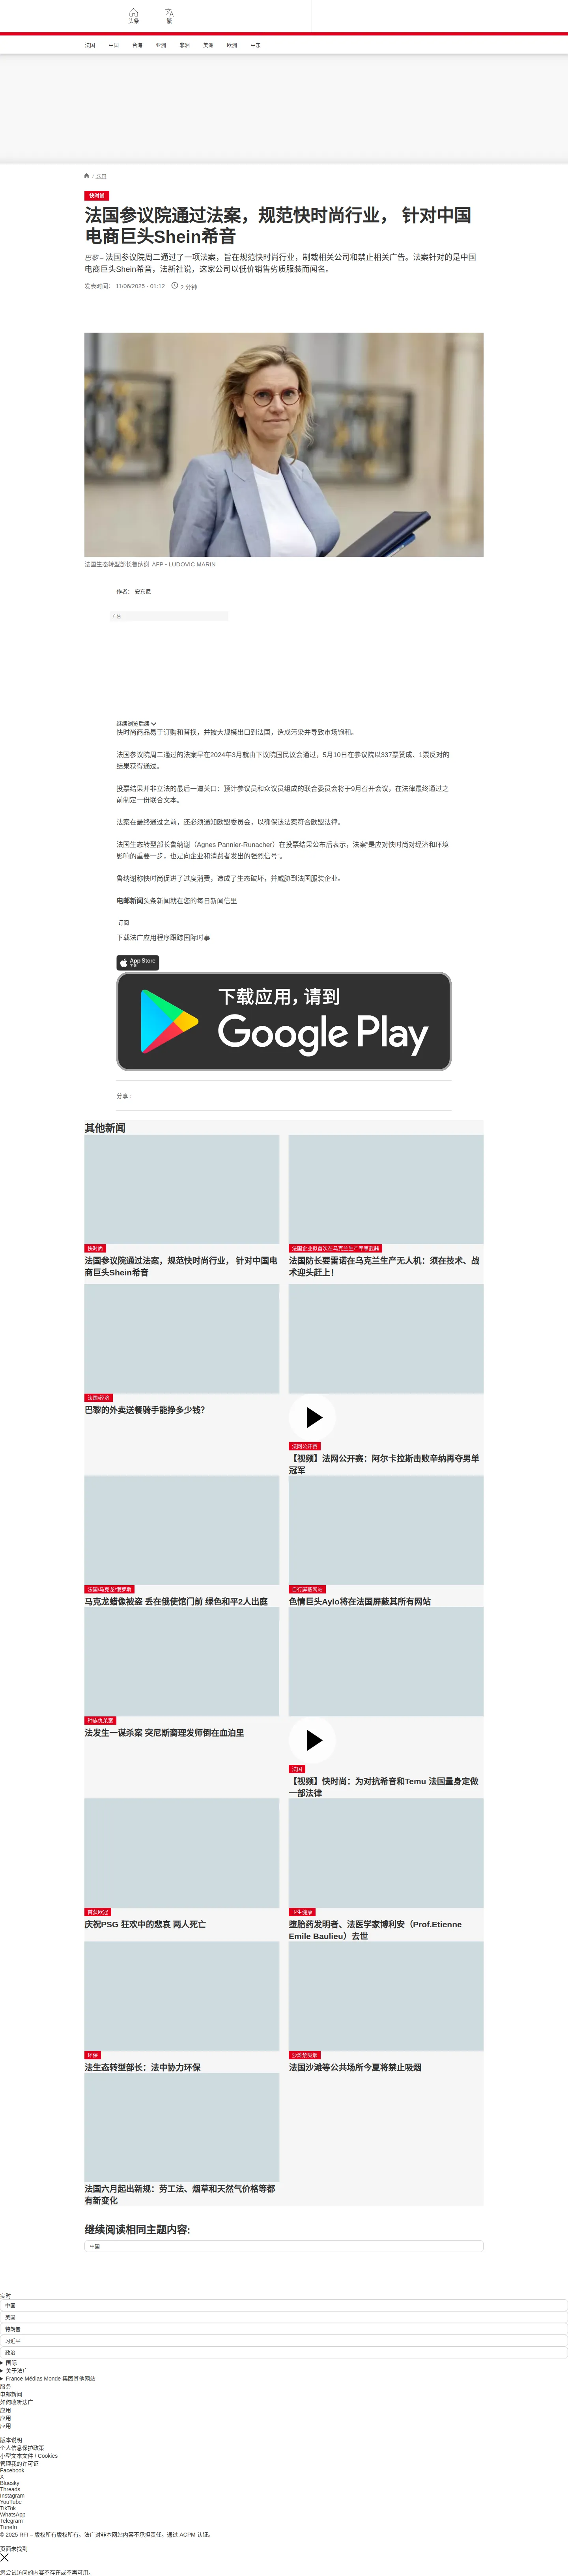 头条
繁
法国
中国
台海
亚洲
非洲
美洲
欧洲
中东
/ 法国
快时尚
法国参议院通过法案，规范快时尚行业， 针对中国
电商巨头Shein希音
巴黎 – 法国参议院周二通过了一项法案，旨在规范快时尚行业，制裁相关公司和禁止相关广告。法案针对的是中国
电商巨头Shein希音，法新社说，这家公司以低价销售劣质服装而闻名。
发表时间： 11/06/2025 - 01:12 2 分钟
法国生态转型部长鲁纳谢 AFP - LUDOVIC MARIN
作者： 安东尼
广告
继续浏览后续
快时尚商品易于订购和替换，并被大规模出口到法国，造成污染并导致市场饱和。
法国参议院周二通过的法案早在2024年3月就由下议院国民议会通过，5月10日在参议院以337票赞成、1票反对的
结果获得通过。
投票结果并非立法的最后一道关口：预计参议员和众议员组成的联合委员会将于9月召开会议，在法律最终通过之
前制定一份联合文本。
法案在最终通过之前，还必须通知欧盟委员会，以确保该法案符合欧盟法律。
法国生态转型部长鲁纳谢（Agnes Pannier-Runacher）在投票结果公布后表示，法案“是应对快时尚对经济和环境
影响的重要一步，也是向企业和消费者发出的强烈信号”。
鲁纳谢称快时尚促进了过度消费，造成了生态破坏，并威胁到法国服装企业。
电邮新闻头条新闻就在您的每日新闻信里
订阅
下载法广应用程序跟踪国际时事
App Store
下载
下载应用，请到
Google Play
分享 :
其他新闻
快时尚
法国参议院通过法案，规范快时尚行业， 针对中国电
商巨头Shein希音
法国企业拟首次在乌克兰生产军事武器
法国防长要雷诺在乌克兰生产无人机：须在技术、战
术迎头赶上！
法国/经济
巴黎的外卖送餐骑手能挣多少钱？
法网公开赛
【视频】法网公开赛：阿尔卡拉斯击败辛纳再夺男单
冠军
法国/乌克龙/俄罗斯
马克龙蜡像被盗 丢在俄使馆门前 绿色和平2人出庭
自行屏蔽网站
色情巨头Aylo将在法国屏蔽其所有网站
种族仇杀案
法发生一谋杀案 突尼斯裔理发师倒在血泊里
法国
【视频】快时尚：为对抗希音和Temu 法国量身定做
一部法律
首获欧冠
庆祝PSG 狂欢中的悲哀 两人死亡
卫生健康
堕胎药发明者、法医学家博利安（Prof.Etienne
Emile Baulieu）去世
环保
法生态转型部长：法中协力环保
沙滩禁吸烟
法国沙滩等公共场所今夏将禁止吸烟
法国六月起出新规：劳工法、烟草和天然气价格等都
有新变化
继续阅读相同主题内容:
中国
实时
中国
美国
特朗普
习近平
政治
国际
关于法广
France Médias Monde 集团其他网站
服务
电邮新闻
如何收听法广
应用
应用
应用
版本说明
个人信息保护政策
小型文本文件 / Cookies
管理我的许可证
Facebook
X
Bluesky
Threads
Instagram
YouTube
TikTok
WhatsApp
Telegram
TuneIn
© 2025 RFI – 版权所有版权所有。法广对非本网站内容不承担责任。通过 ACPM 认证。
页面未找到
您尝试访问的内容不存在或不再可用。